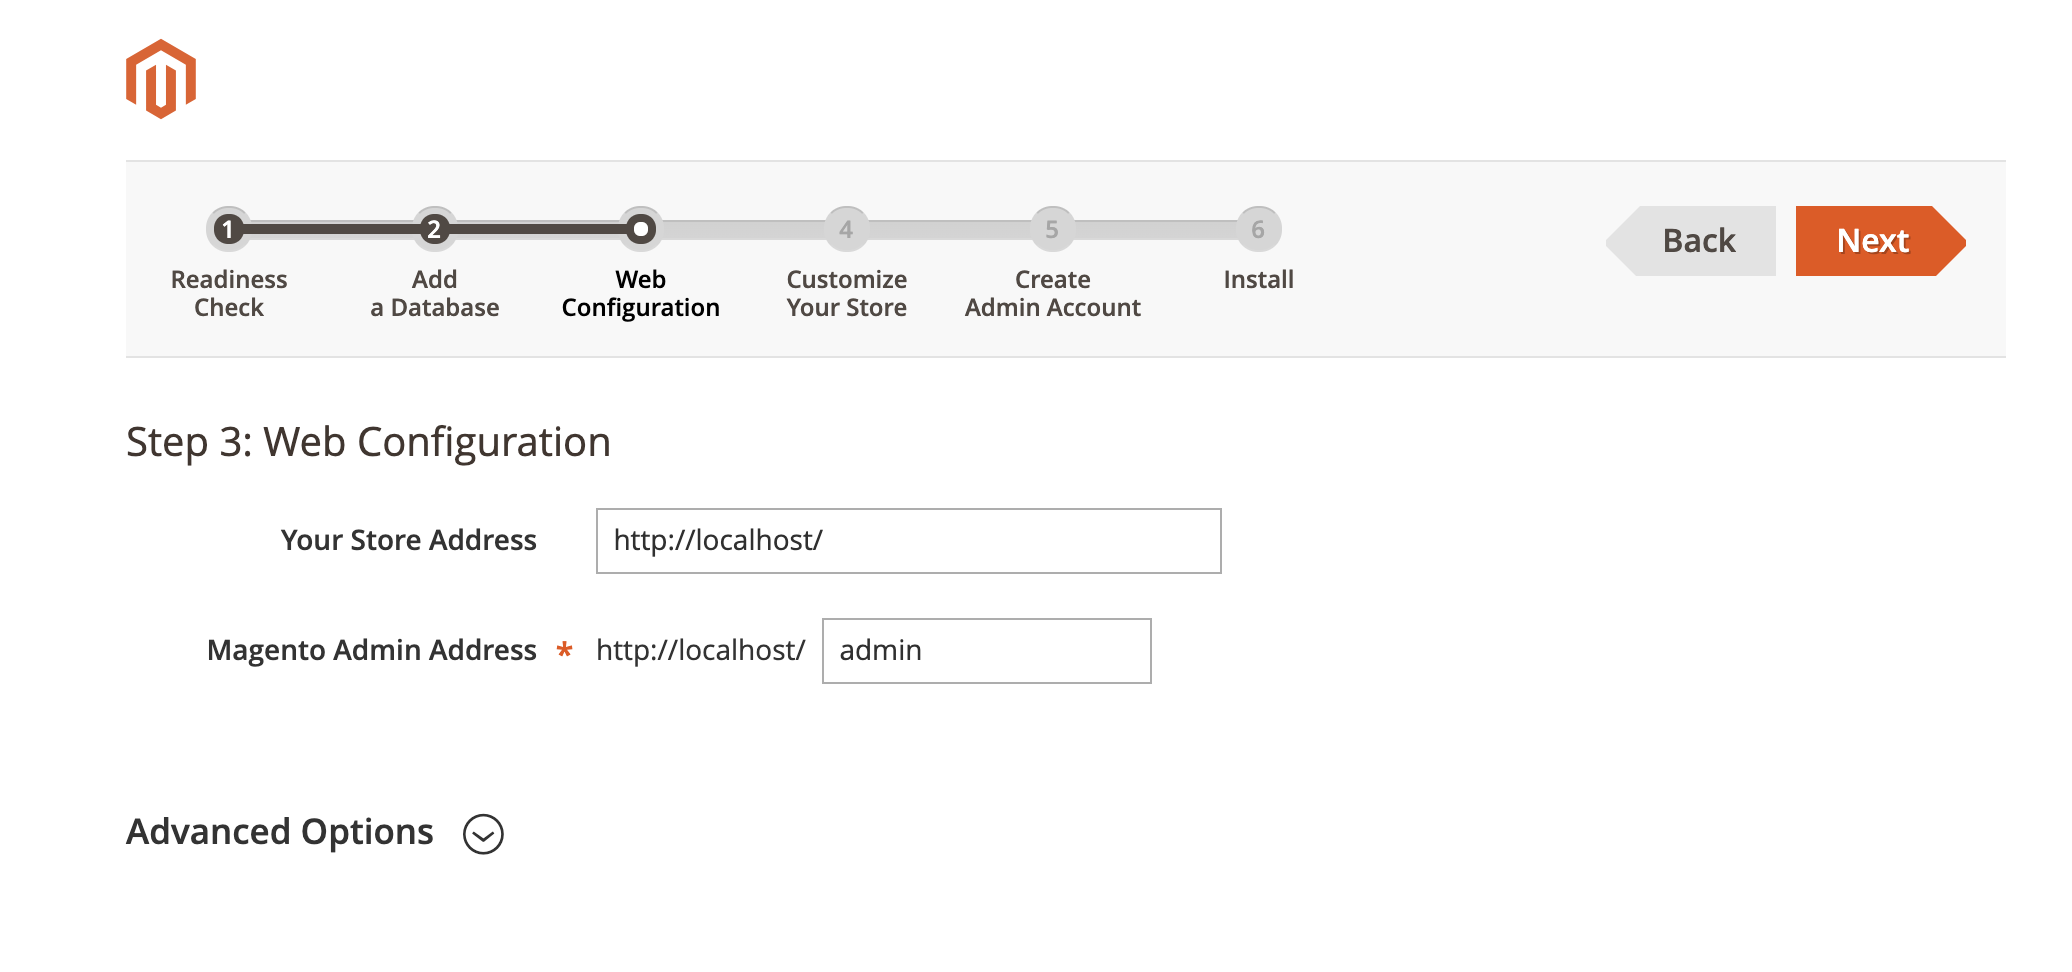 1
2
4
5
6
Readiness
Check
Add
a Database
Web
Configuration
Customize
Your Store
Create
Admin Account
Install
Back
Next
Step 3: Web Configuration
Your Store Address
http://localhost/
Magento Admin Address *
http://localhost/
admin
Advanced Options